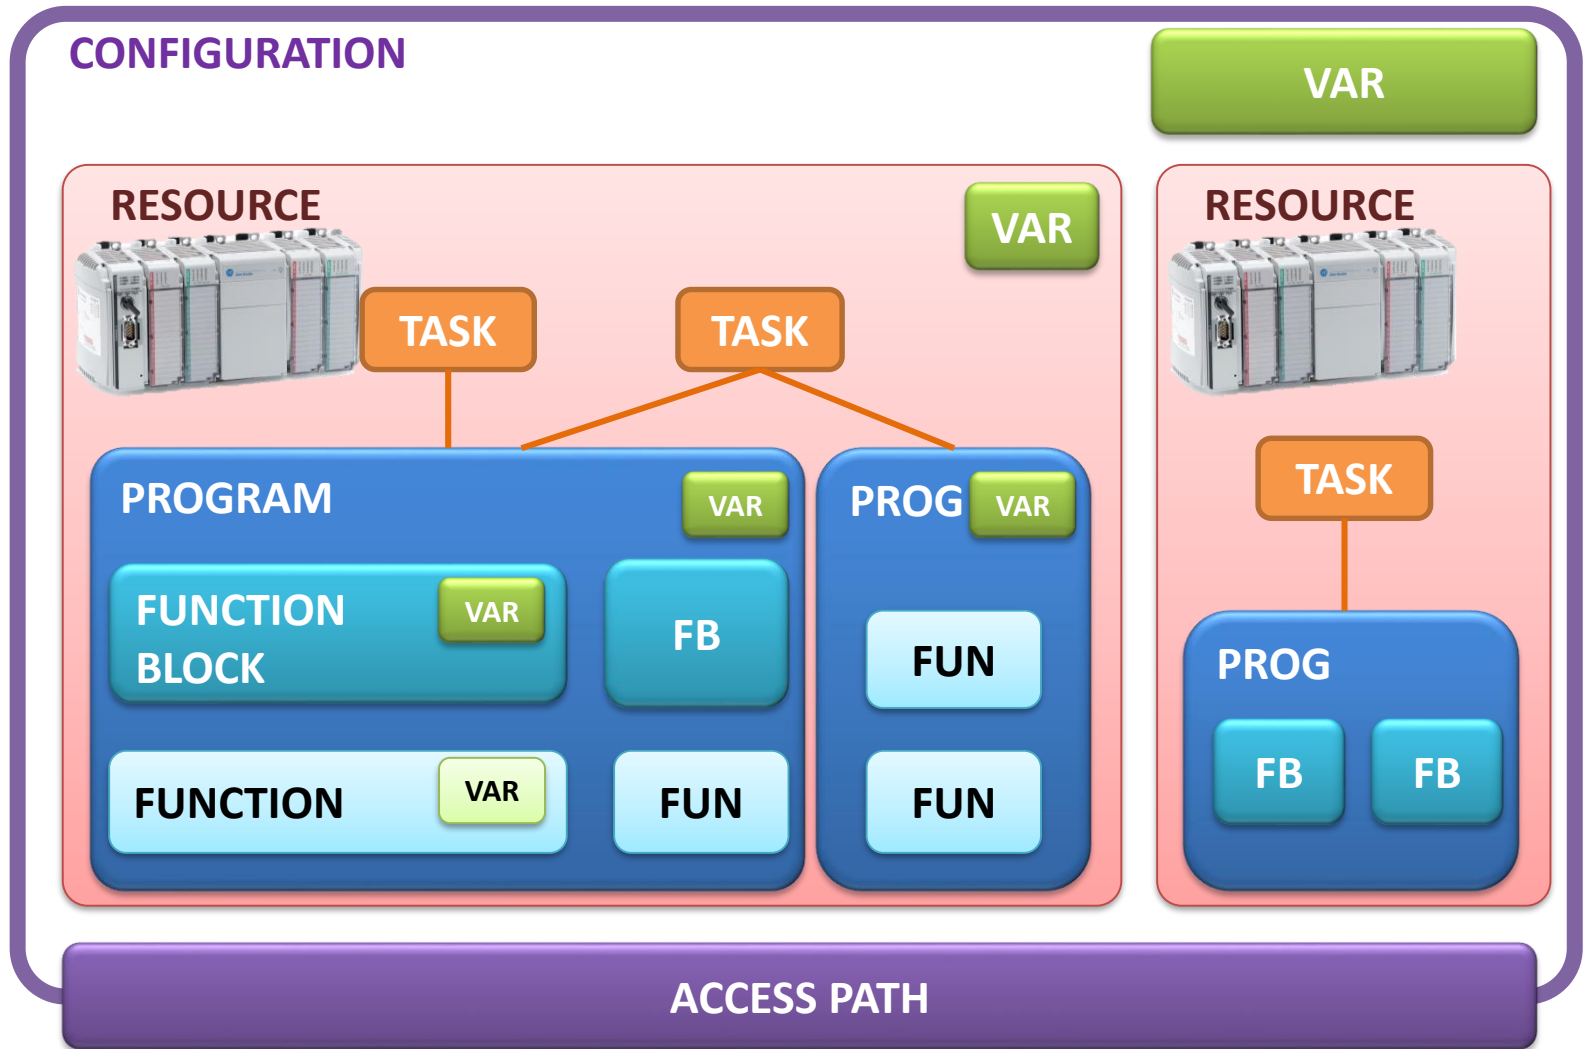 CONFIGURATION
VAR
RESOURCE
VAR
TASK
TASK
PROGRAM
VAR
FUNCTION
BLOCK
VAR
FB
FUNCTION
VAR
FUN
PROG
VAR
FUN
FUN
RESOURCE
TASK
PROG
FB
FB
ACCESS PATH